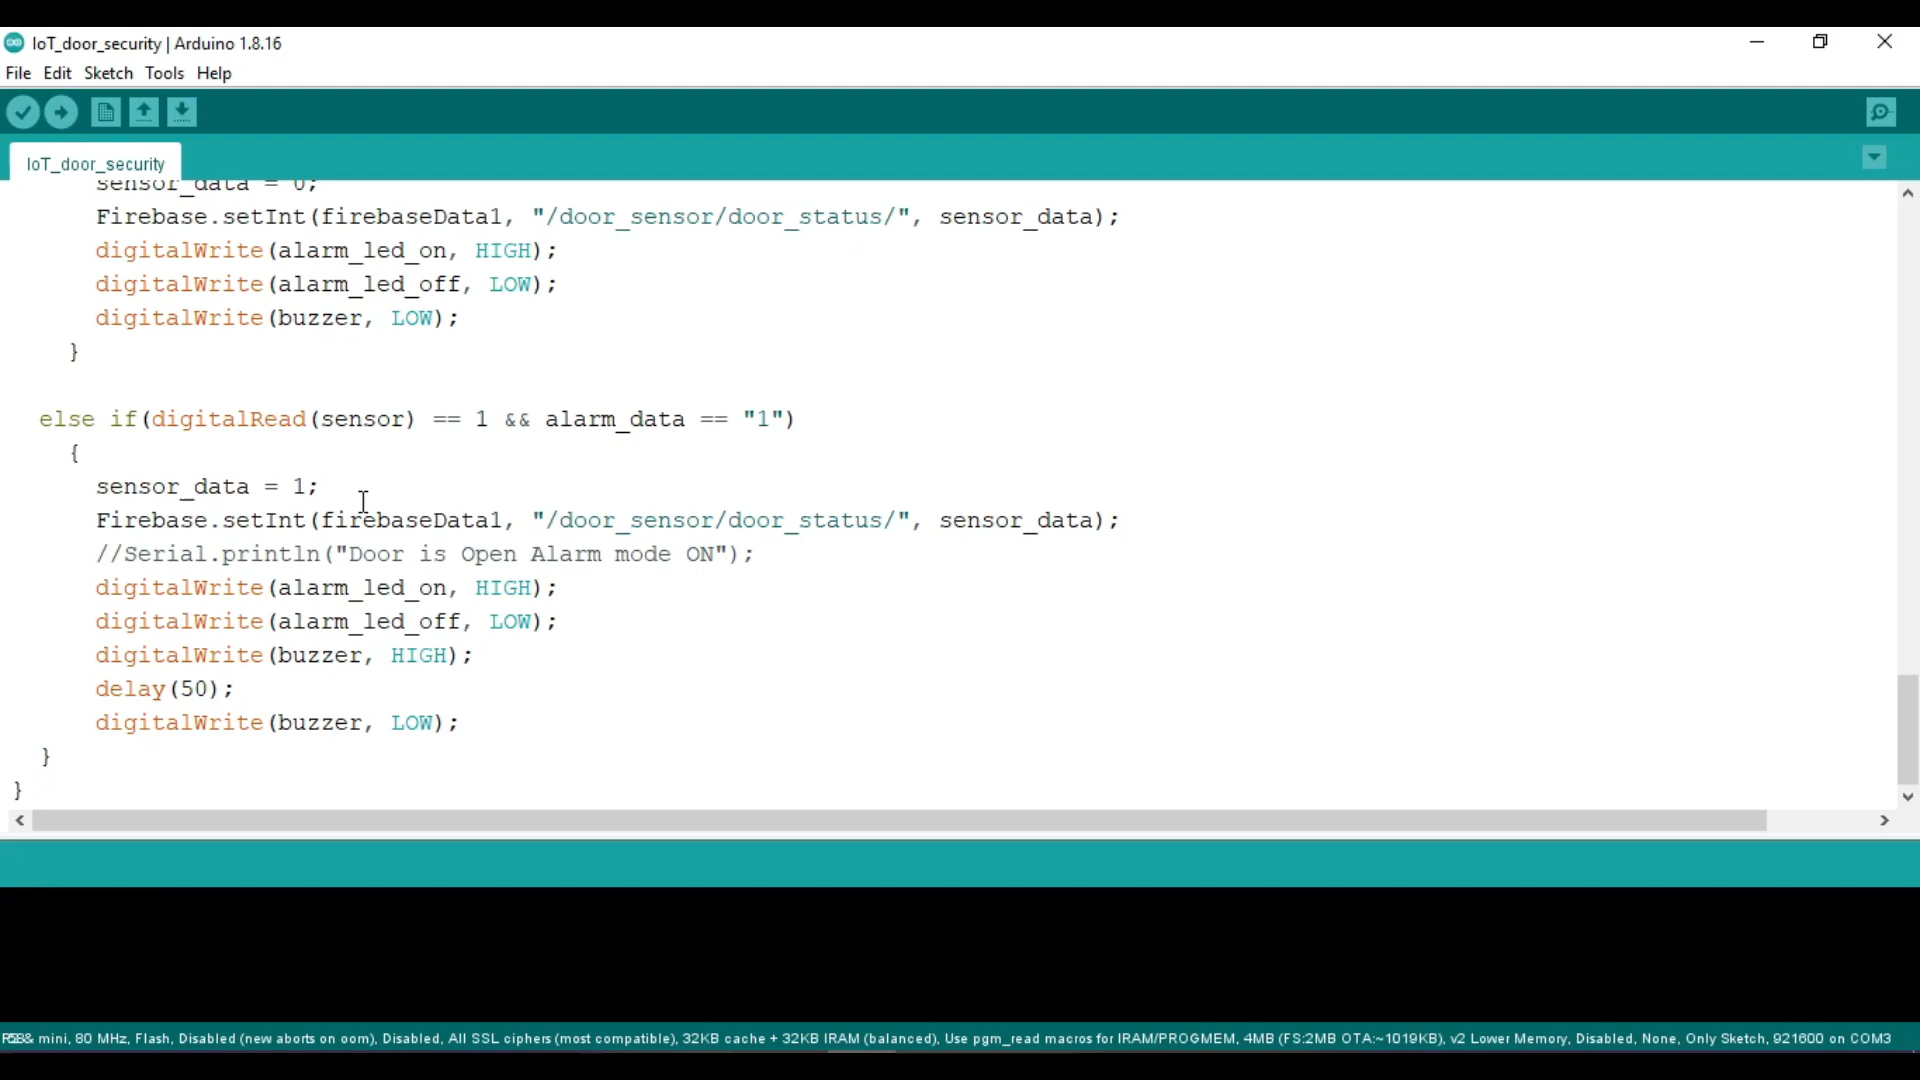 IoT_door_security | Arduino 1.8.16
File Edit Sketch Tools Help
IoT_door_security
sensor_data = 0;
Firebase.setInt(firebaseData1, "/door_sensor/door_status/", sensor_data);
digitalWrite(alarm_led_on, HIGH);
digitalWrite(alarm_led_off, LOW);
digitalWrite(buzzer, LOW);
}
else if(digitalRead(sensor) == 1 && alarm_data == "1")
{
sensor_data = 1;
Firebase.setInt(firebaseData1, "/door_sensor/door_status/", sensor_data);
//Serial.println("Door is Open Alarm mode ON");
digitalWrite(alarm_led_on, HIGH);
digitalWrite(alarm_led_off, LOW);
digitalWrite(buzzer, HIGH);
delay(50);
digitalWrite(buzzer, LOW);
}
}
mini, 80 MHz, Flash, Disabled (new aborts on oom), Disabled, All SSL ciphers (most compatible), 32KB cache + 32KB IRAM (balanced), Use pgm_read macros for IRAM/PROGMEM, 4MB (FS:2MB OTA:~1019KB), v2 Lower Memory, Disabled, None, Only Sketch, 921600 on COM3